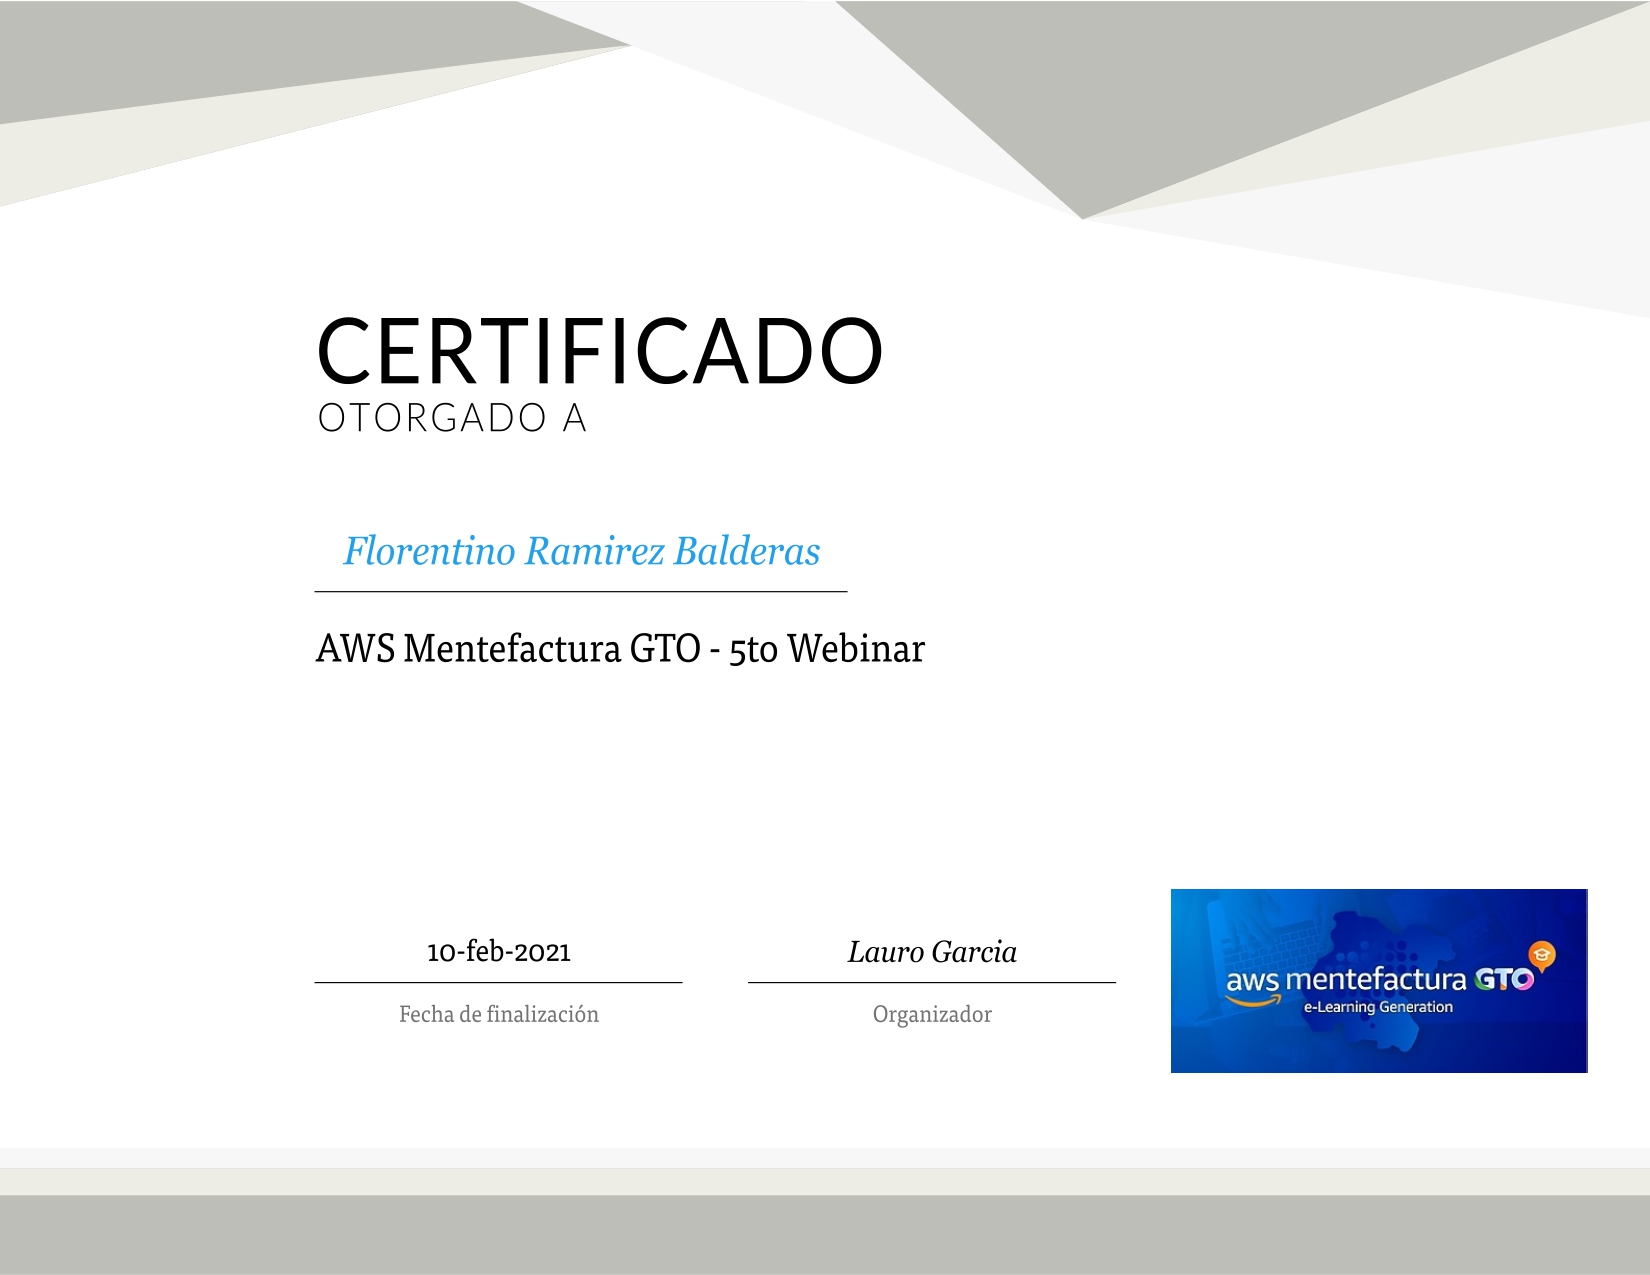 CERTIFICADO
OTORGADO A
Florentino Ramirez Balderas
AWS Mentefactura GTO - 5to Webinar
10-feb-2021
Lauro Garcia
Fecha de finalización
Organizador
aws mentefactura GTO
e-Learning Generation